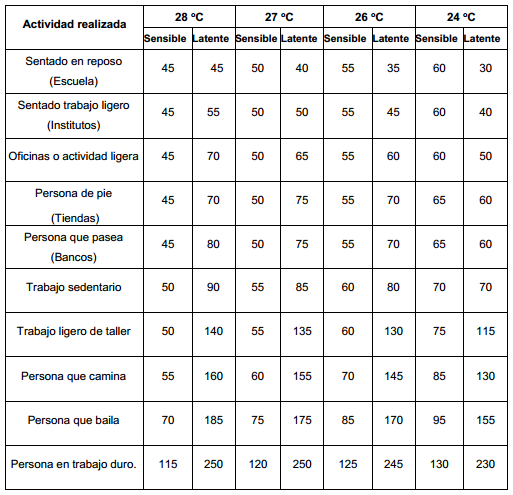 Actividad realizada 28 ºC 27 ºC 26 ºC 24 ºC
Sensible Latente Sensible Latente Sensible Latente Sensible Latente
Sentado en reposo
(Escuela) 45 45 50 40 55 35 60 30
Sentado trabajo ligero
(Institutos) 45 55 50 50 55 45 60 40
Oficinas o actividad ligera 45 70 50 65 55 60 60 50
Persona de pie
(Tiendas) 45 70 50 75 55 70 65 60
Persona que pasea
(Bancos) 45 80 50 75 55 70 65 60
Trabajo sedentario 50 90 55 85 60 80 70 70
Trabajo ligero de taller 50 140 55 135 60 130 75 115
Persona que camina 55 160 60 155 70 145 85 130
Persona que baila 70 185 75 175 85 170 95 155
Persona en trabajo duro. 115 250 120 250 125 245 130 230